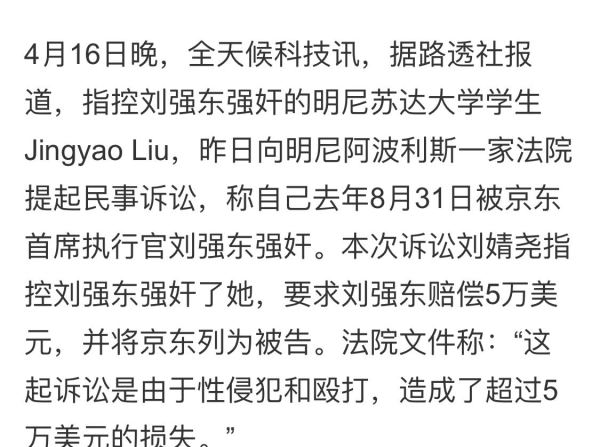 4月16日晚，全天候科技讯，据路透社报
道，指控刘强东强奸的明尼苏达大学学生
Jingyao Liu，昨日向明尼阿波利斯一家法院
提起民事诉讼，称自己去年8月31日被京东
首席执行官刘强东强奸。本次诉讼刘婧尧指
控刘强东强奸了她，要求刘强东赔偿5万美
元，并将京东列为被告。法院文件称：“这
起诉讼是由于性侵犯和殴打，造成了超过5
万美元的损失。”